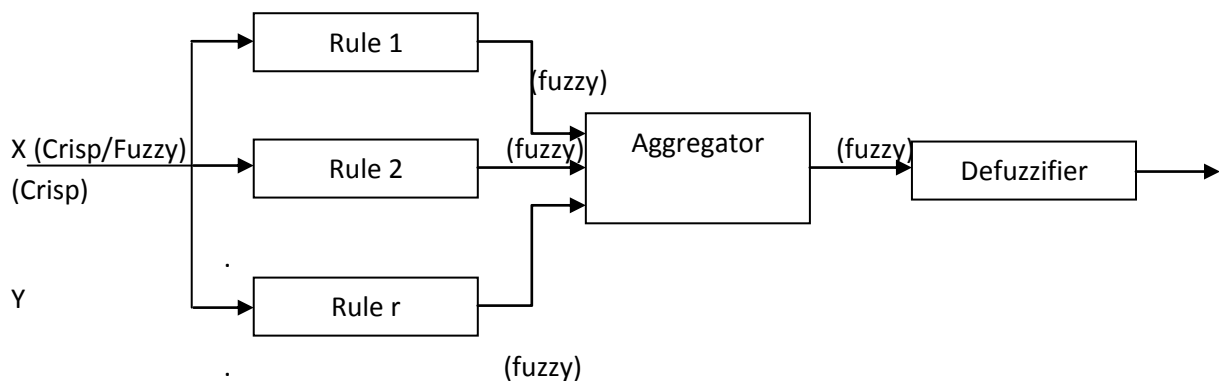 Rule 1
(fuzzy)
X (Crisp/Fuzzy)
Rule 2
(fuzzy)
Aggregator
(fuzzy)
Defuzzifier
(Crisp)
.
Y
Rule r
.
(fuzzy)